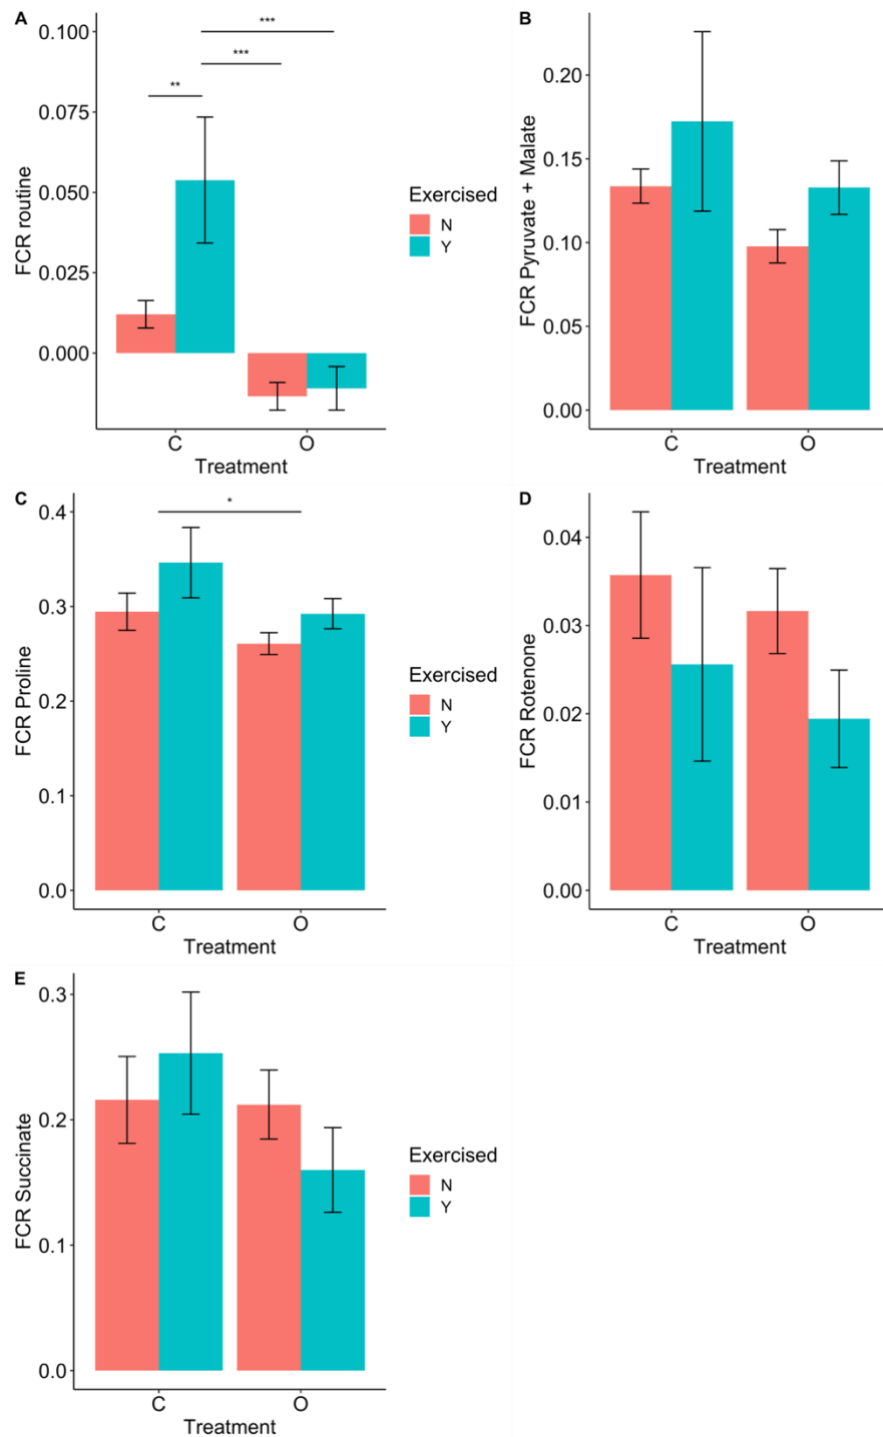 A
FCR routine
0.100
0.075
0.050
0.025
0.000
***
***
**
C
O
Treatment
Exercised
N
Y
B
FCR Pyruvate + Malate
0.20
0.15
0.10
0.05
0.00
C
O
Treatment
C
FCR Proline
0.4
0.3
0.2
0.1
0.0
*
C
O
Treatment
Exercised
N
Y
D
FCR Rotenone
0.04
0.03
0.02
0.01
0.00
C
O
Treatment
E
FCR Succinate
0.3
0.2
0.1
0.0
C
O
Treatment
Exercised
N
Y